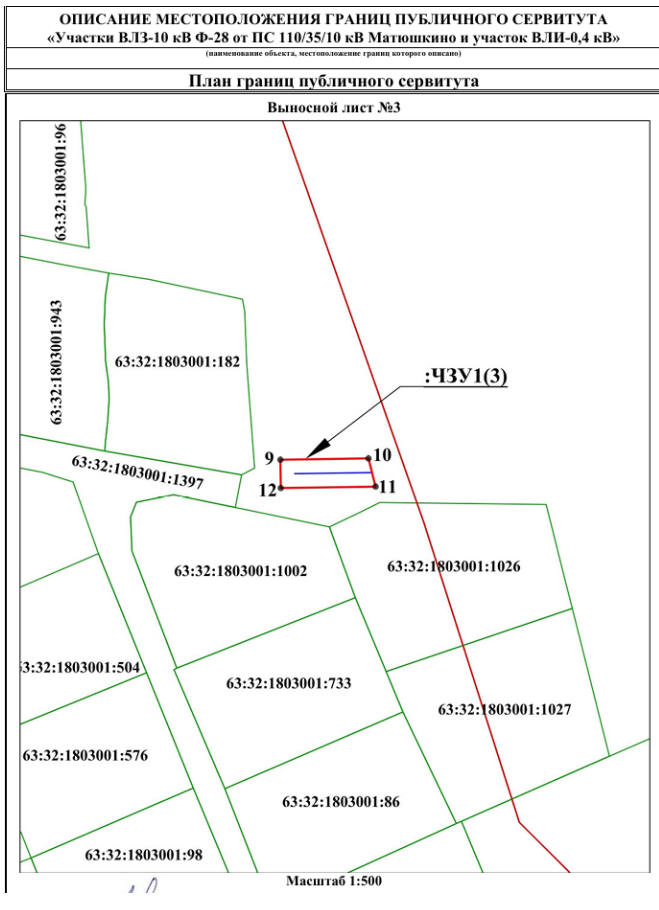 ОПИСАНИЕ МЕСТОПОЛОЖЕНИЯ ГРАНИЦ ПУБЛИЧНОГО СЕРВИТУТА
«Участки ВЛЗ-10 кВ Ф-28 от ПС 110/35/10 кВ Матюшкино и участок ВЛИ-0,4 кВ»
(наименование объекта, местоположение границ которого описано)
План границ публичного сервитута
Выносной лист №3
63:32:1803001:96
63:32:1803001:943
63:32:1803001:182
:ЧЗУ1(3)
9
10
63:32:1803001:1397
12
11
63:32:1803001:1002
63:32:1803001:1026
63:32:1803001:504
63:32:1803001:733
63:32:1803001:1027
63:32:1803001:576
63:32:1803001:86
63:32:1803001:98
Масштаб 1:500